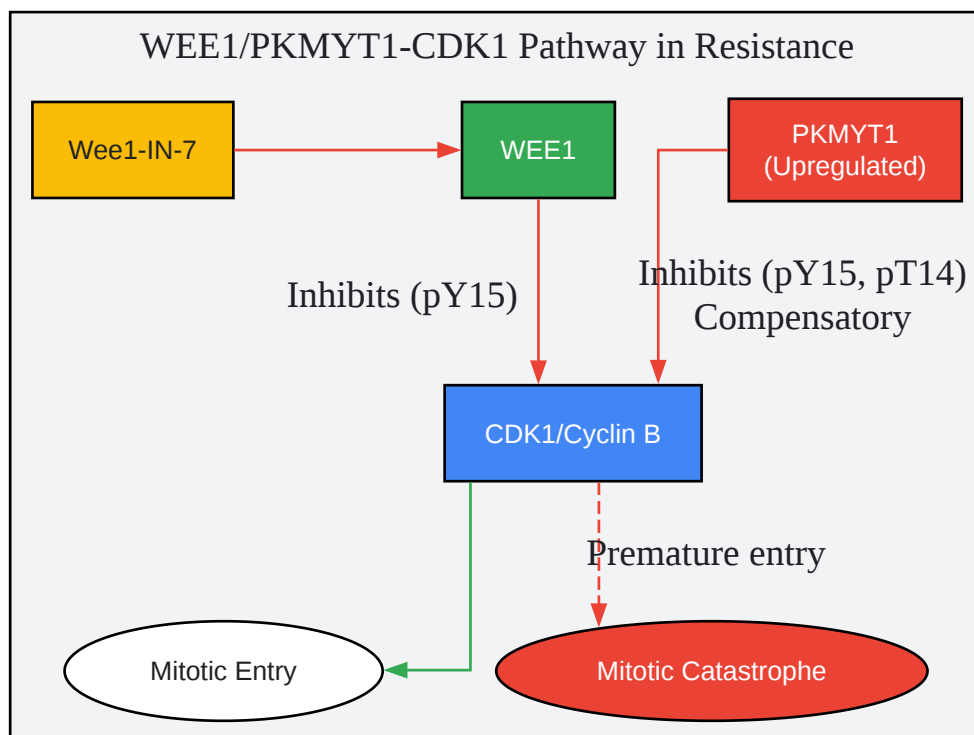 WEE1/PKMYT1-CDK1 Pathway in Resistance
Wee1-IN-7
WEE1
PKMYT1
(Upregulated)
Inhibits (pY15)
Inhibits (pY15, pT14)
Compensatory
CDK1/Cyclin B
Premature entry
Mitotic Entry
Mitotic Catastrophe